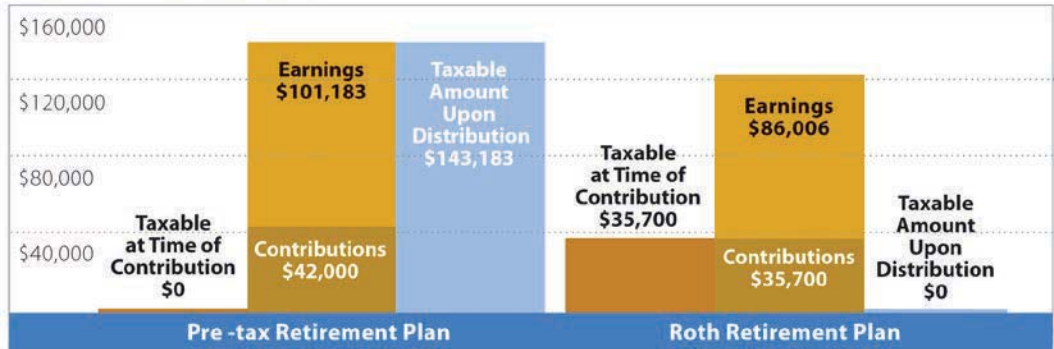 $160,000
$120,000
$80,000
$40,000
Taxable
at Time of
Contribution
$0
Earnings
$101,183
Contributions
$42,000
Taxable
Amount
Upon
Distribution
$143,183
Taxable
at Time of
Contribution
$35,700
Earnings
$86,006
Contributions
$35,700
Taxable
Amount
Upon
Distribution
$0
Pre -tax Retirement Plan
Roth Retirement Plan